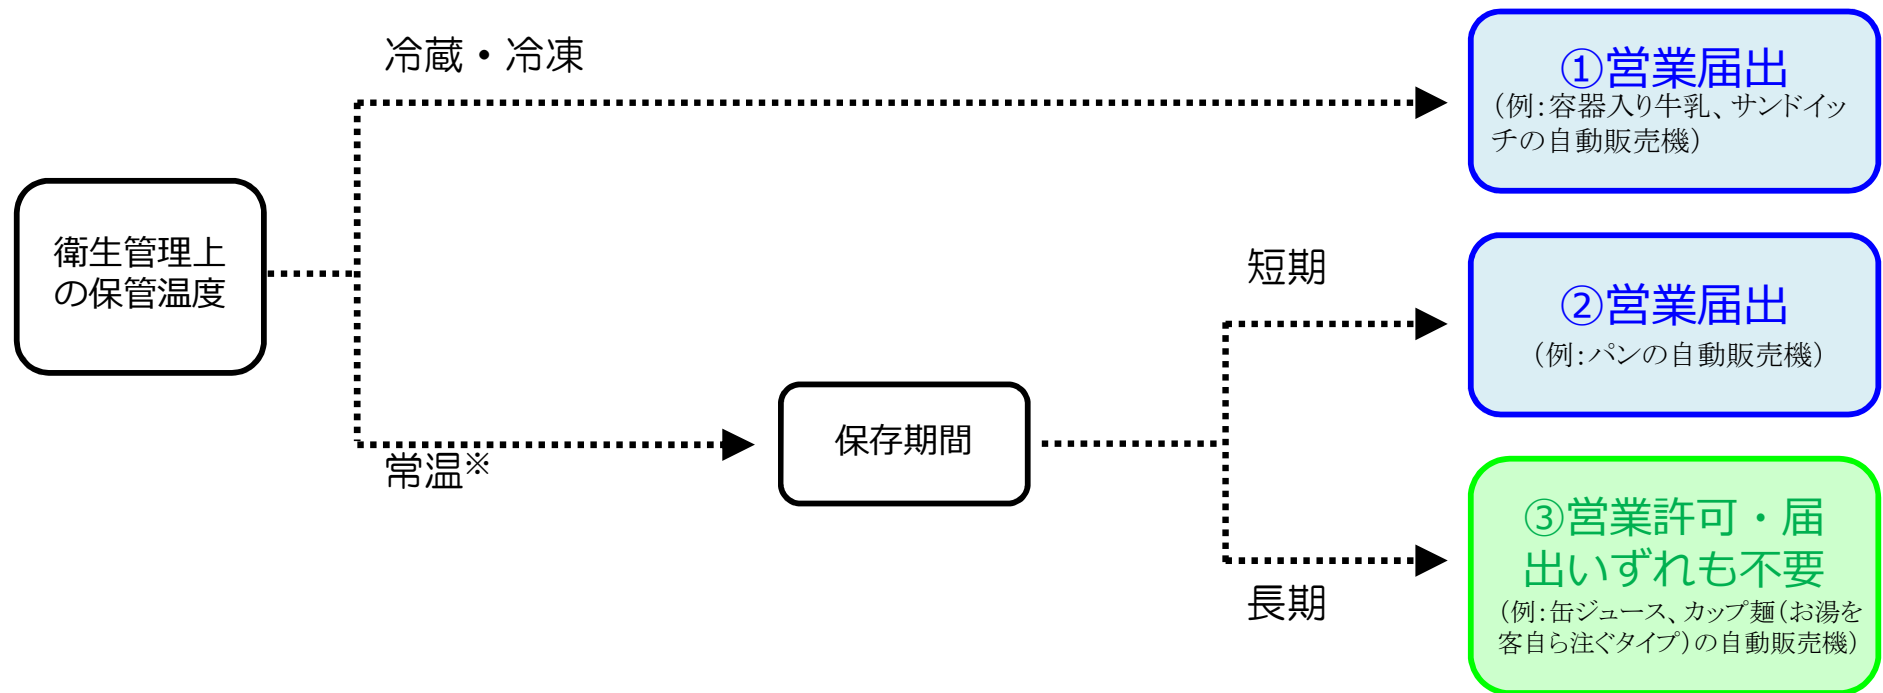 冷蔵・冷凍
①営業届出
（例：容器入り牛乳、サンドイッ
チの自動販売機）
衛生管理上
の保管温度
短期
②営業届出
（例：パンの自動販売機）
保存期間
常温※
③営業許可・届
出いずれも不要
（例：缶ジュース、カップ麺（お湯を
客自ら注ぐタイプ）の自動販売機）
長期